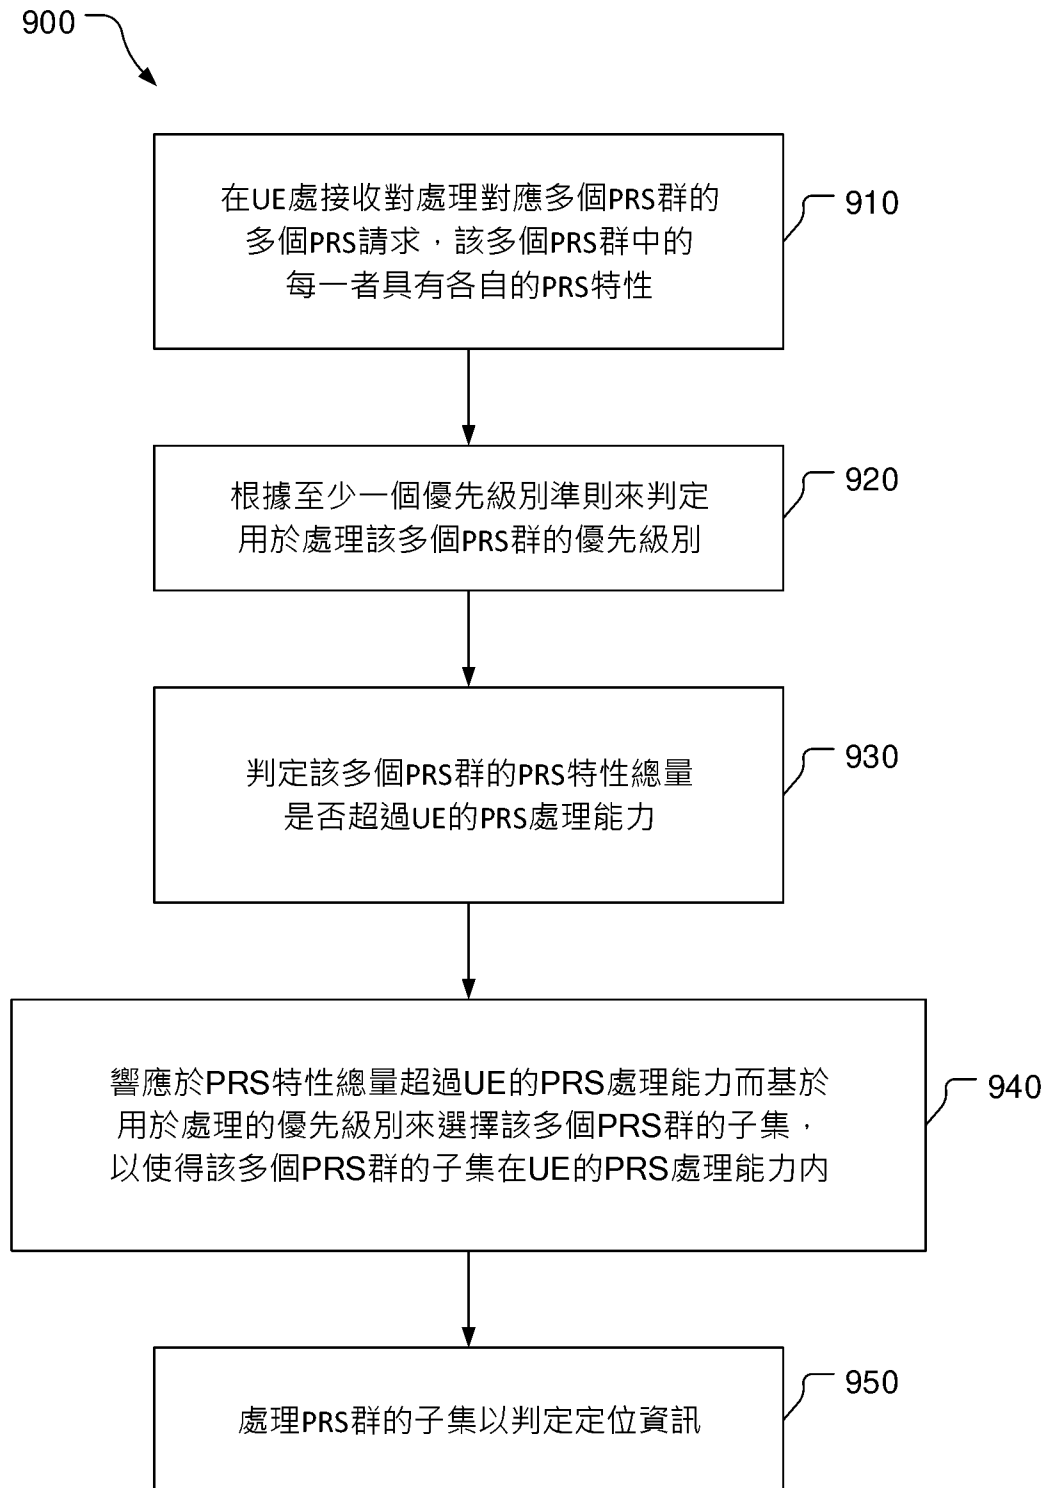 900
在UE處接收對處理對應多個PRS群的
多個PRS請求，該多個PRS群中的
每一者具有各自的PRS特性
910
根據至少一個優先級別準則來判定
用於處理該多個PRS群的優先級別
920
判定該多個PRS群的PRS特性總量
是否超過UE的PRS處理能力
930
響應於PRS特性總量超過UE的PRS處理能力而基於
用於處理的優先級別來選擇該多個PRS群的子集，
以使得該多個PRS群的子集在UE的PRS處理能力内
940
處理PRS群的子集以判定定位資訊
950